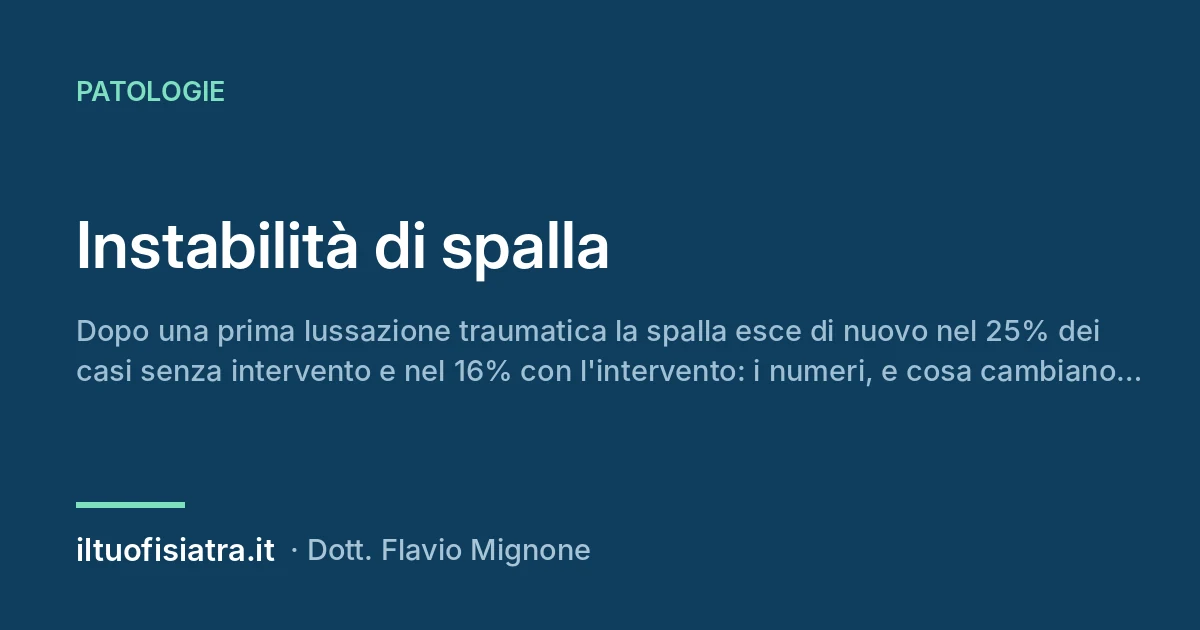 PATOLOGIE
Instabilità di spalla
Dopo una prima lussazione traumatica la spalla esce di nuovo nel 25% dei
casi senza intervento e nel 16% con l'intervento: i numeri, e cosa cambiano...
iltuofisiatra.it · Dott. Flavio Mignone